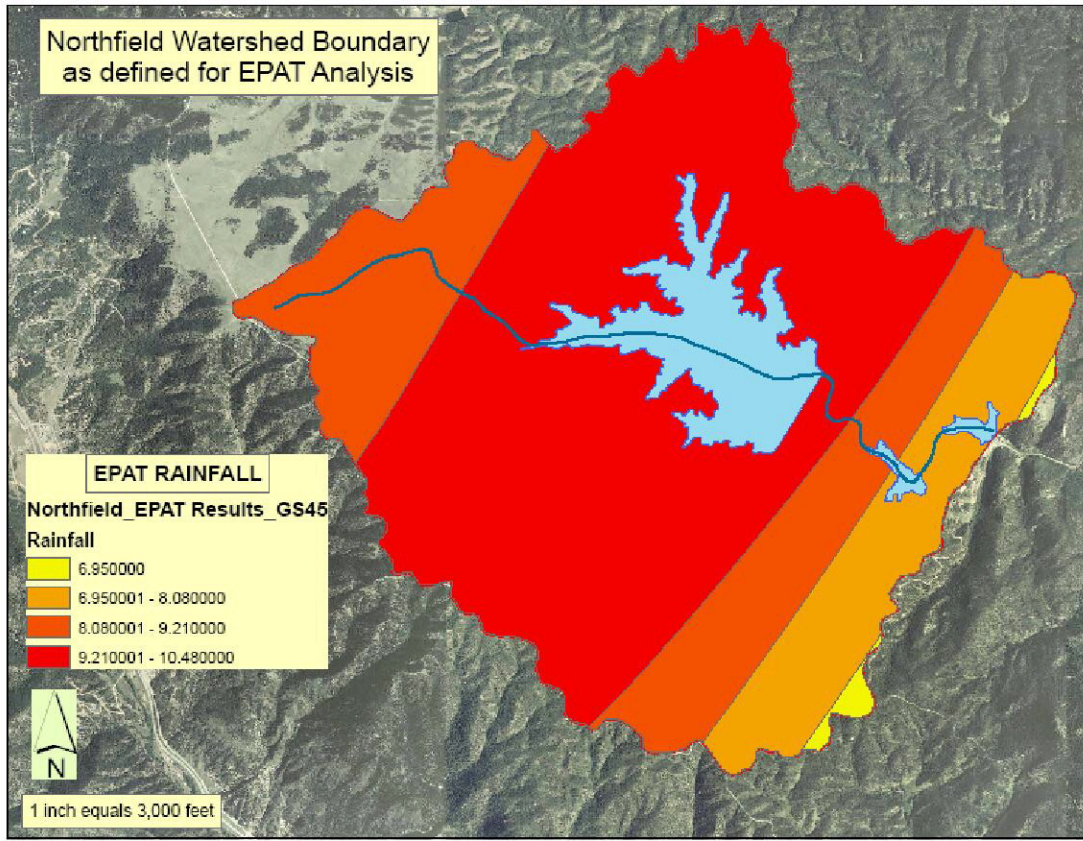 Northfield Watershed Boundary
as defined for EPAT Analysis
EPAT RAINFALL
Northfield_EPAT Results_GS45
Rainfall
6.950000
6.950001 - 8.080000
8.080001 - 9.210000
9.210001 - 10.480000
N
1 inch equals 3,000 feet